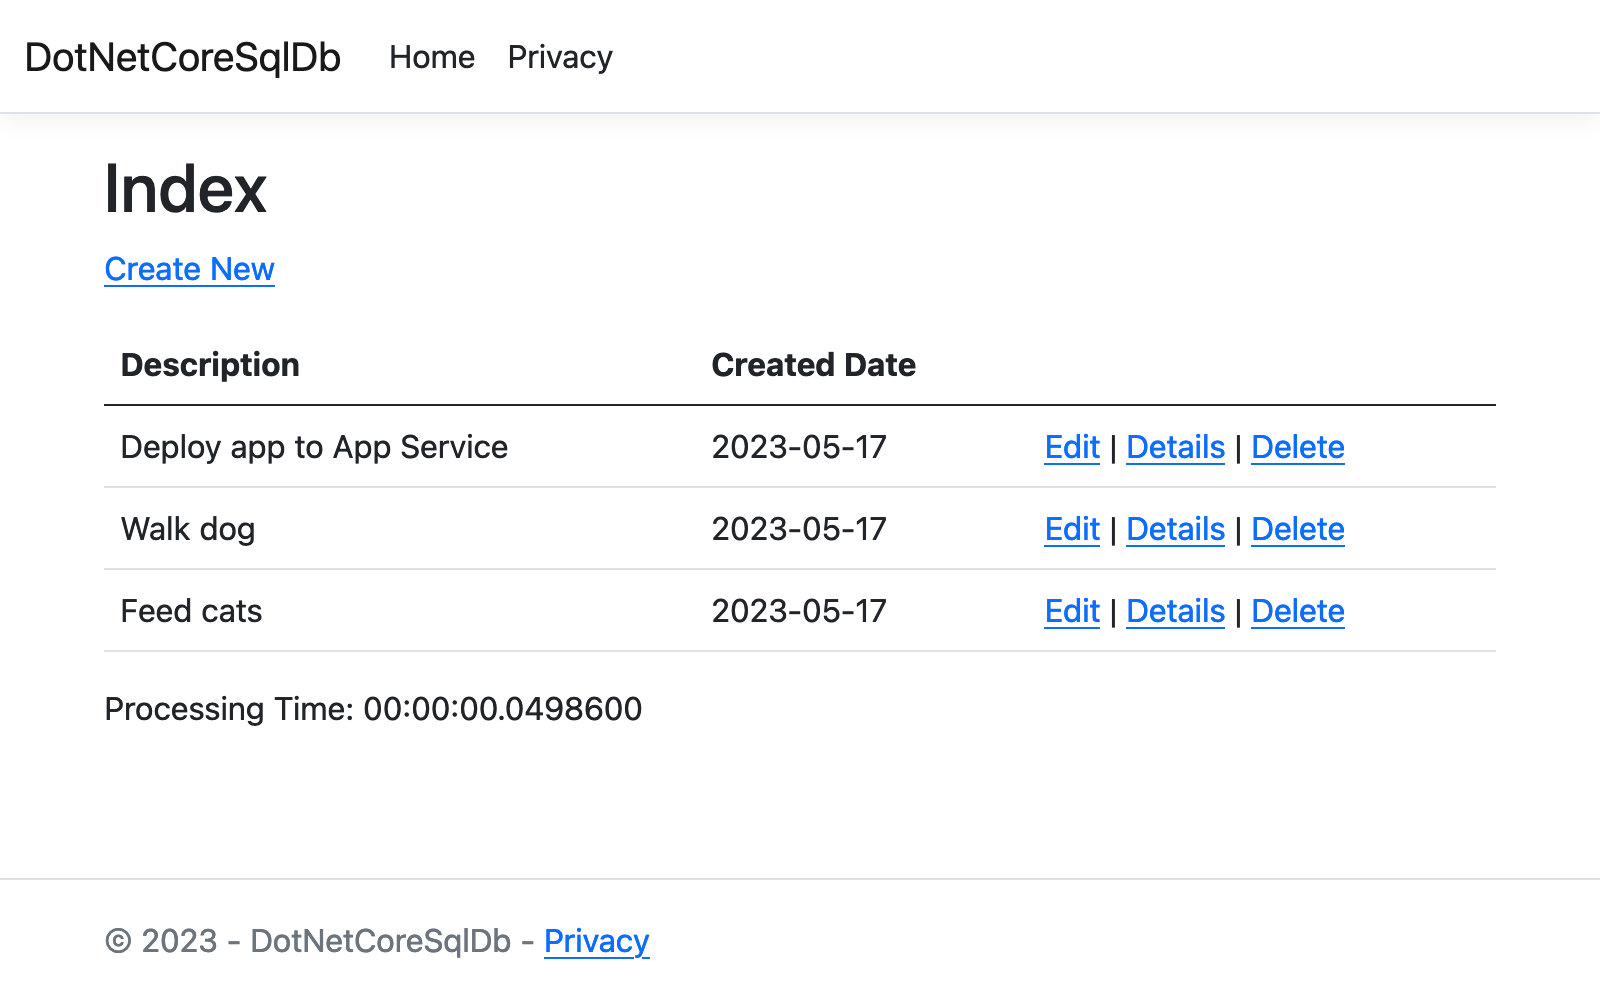 DotNetCoreSqlDb Home Privacy
Index
Create New
Description Created Date
Deploy app to App Service 2023-05-17 Edit | Details | Delete
Walk dog 2023-05-17 Edit | Details | Delete
Feed cats 2023-05-17 Edit | Details | Delete
Processing Time: 00:00:00.0498600
© 2023 - DotNetCoreSqlDb - Privacy